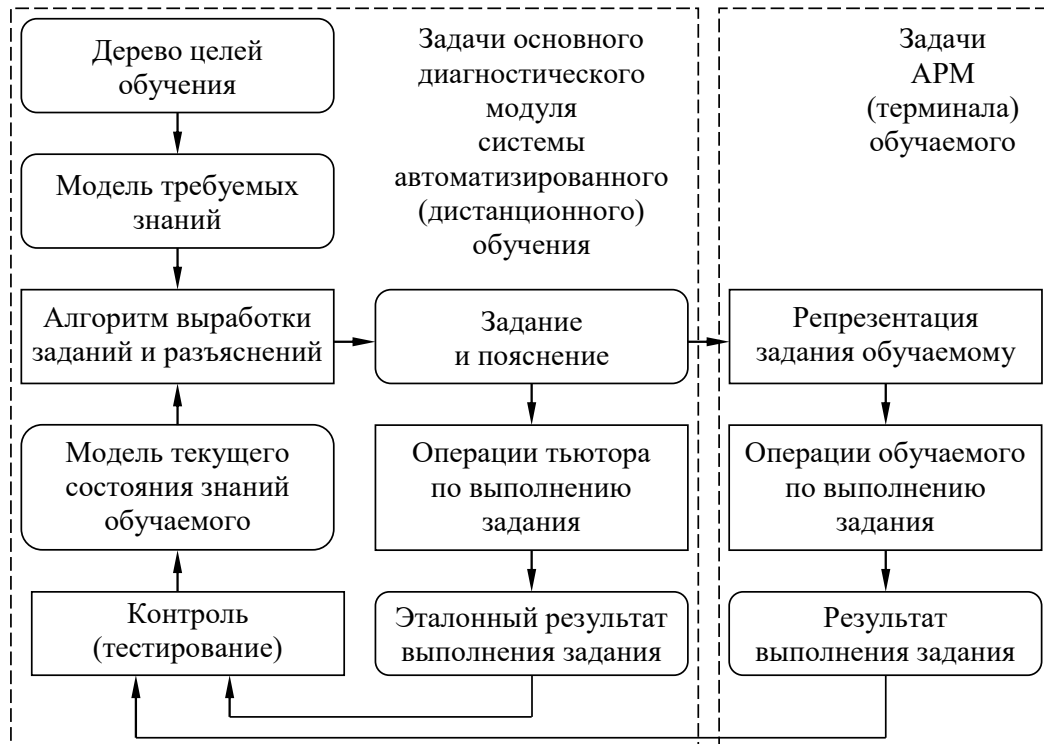 Дерево целей
обучения
Задачи основного
диагностического
модуля
системы
автоматизированного
(дистанционного)
обучения
Задачи
АРМ
(терминала)
обучаемого
Модель требуемых
знаний
Алгоритм выработки
заданий и разъяснений
Задание
и пояснение
Репрезентация
задания обучаемому
Модель текущего
состояния знаний
обучаемого
Операции тьютора
по выполнению
задания
Операции обучаемого
по выполнению
задания
Контроль
(тестирование)
Эталонный результат
выполнения задания
Результат
выполнения задания